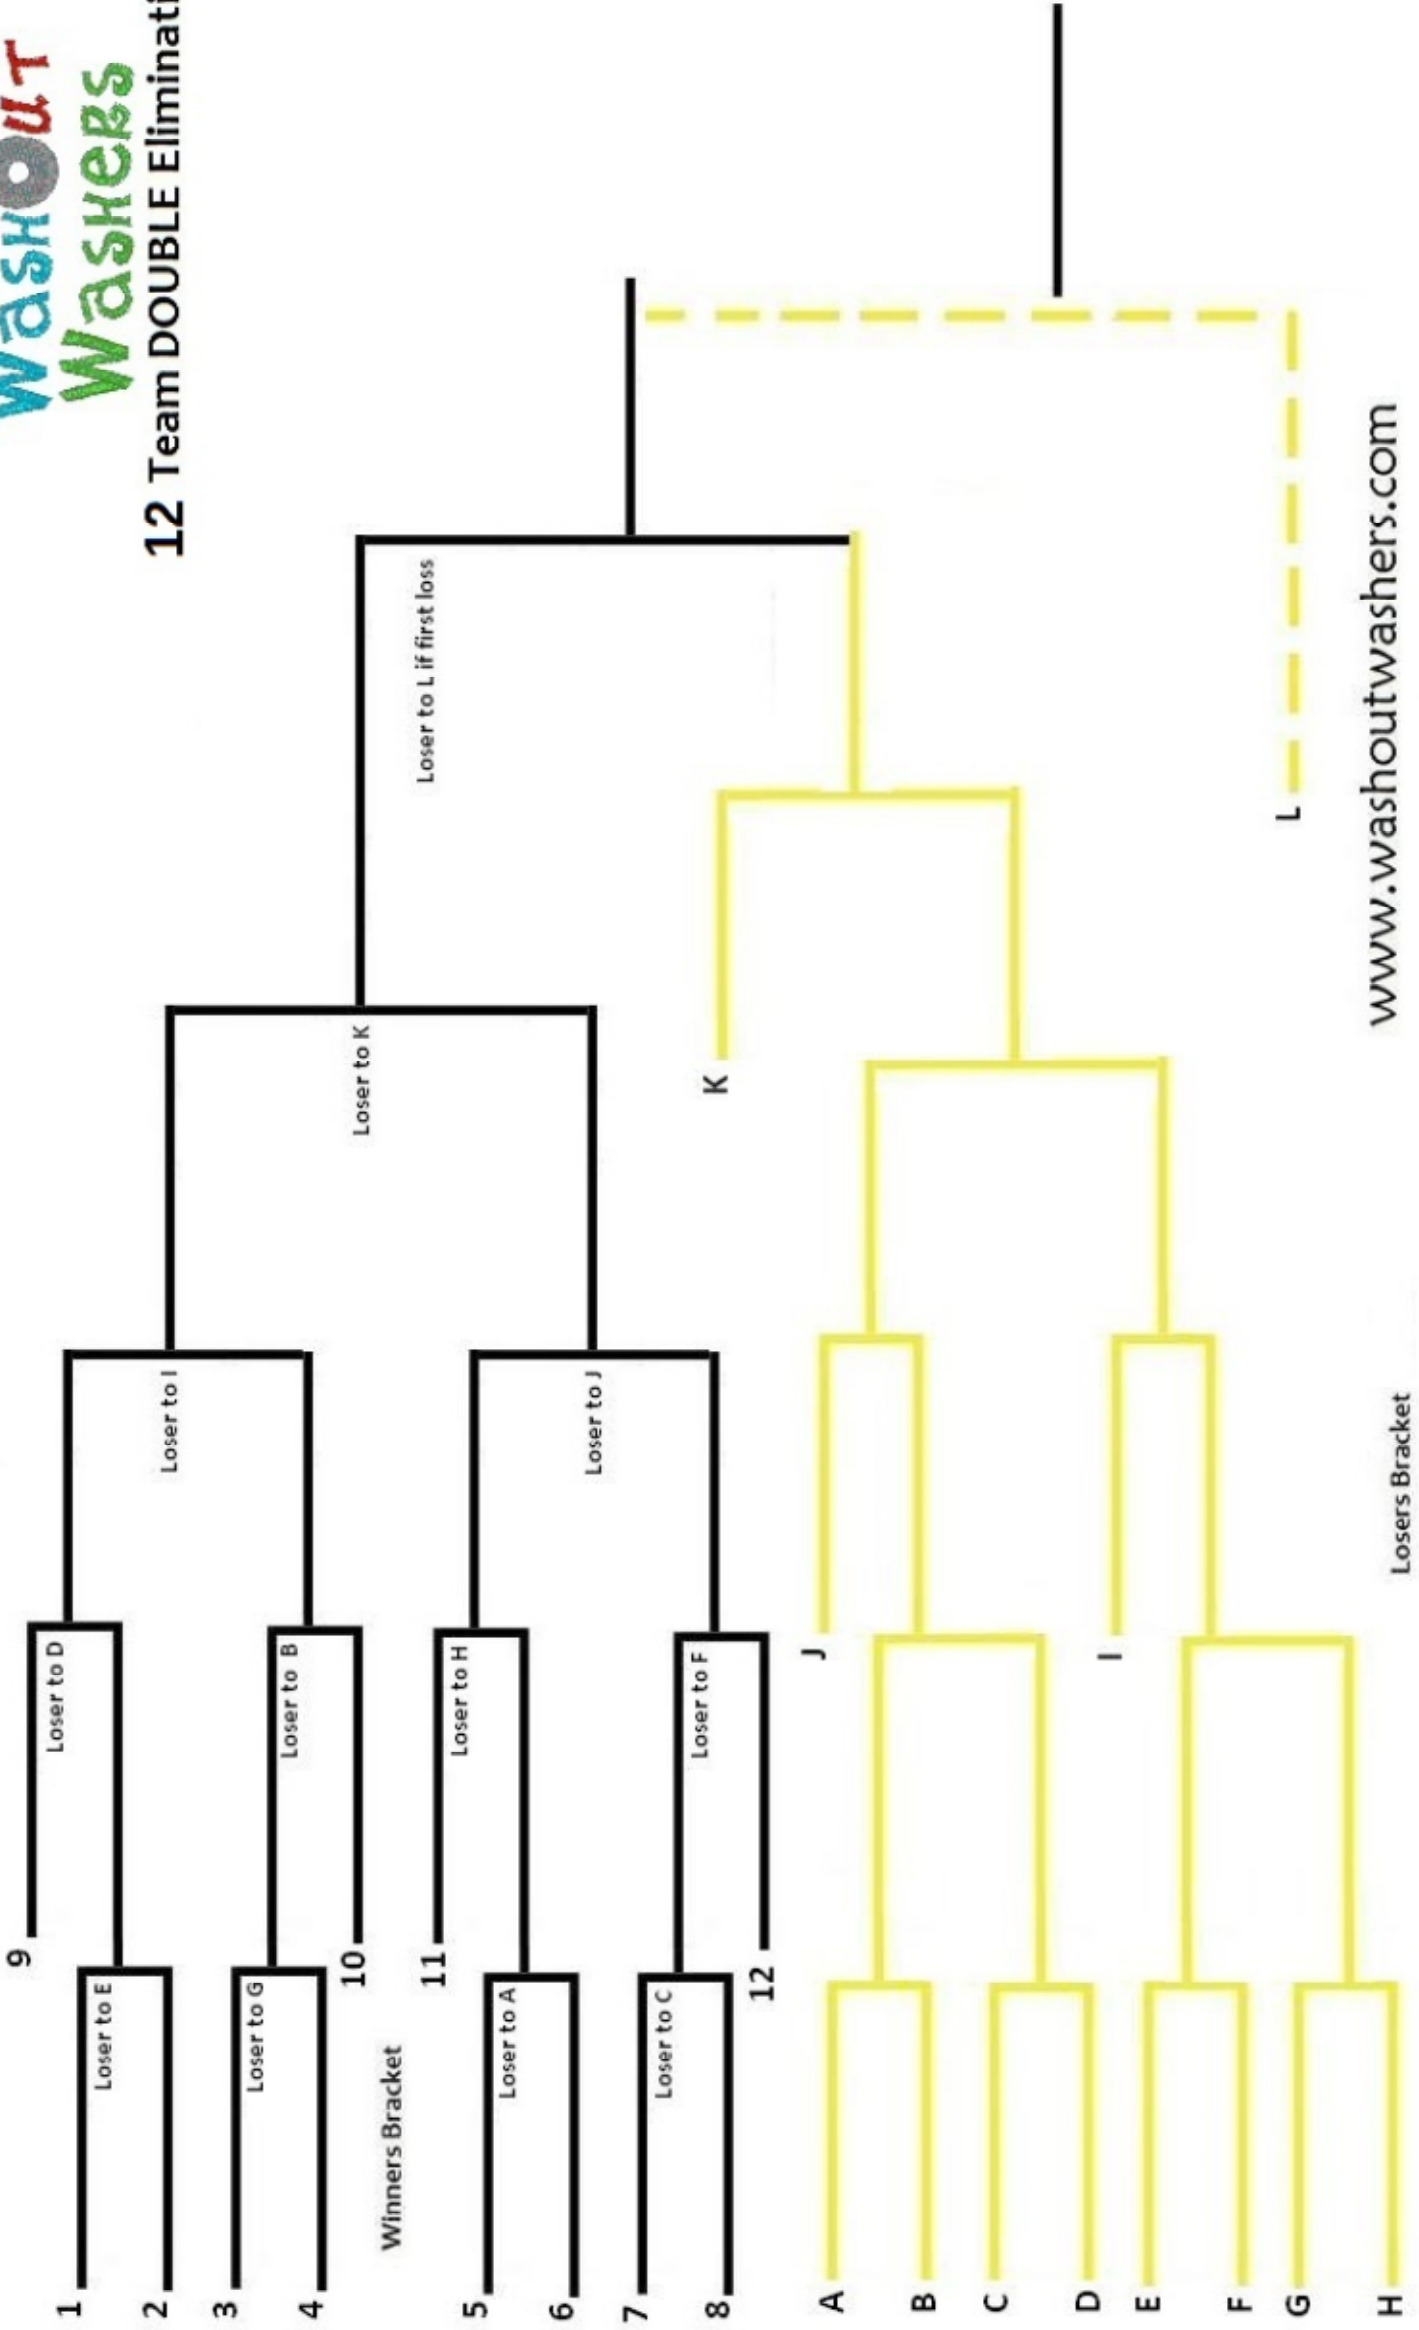 WasHOuT
WasHeRS
12 Team DOUBLE Eliminati
9
1
Loser to E
Loser to D
2
Loser to I
3
Loser to G
Loser to B
4
10
Loser to K
Winners Bracket
Loser to L if first loss
11
5
Loser to A
Loser to H
6
Loser to J
7
Loser to C
Loser to F
8
12
K
A
J
B
C
D
I
E
F
G
L
H
Losers Bracket
www.washoutwashers.com